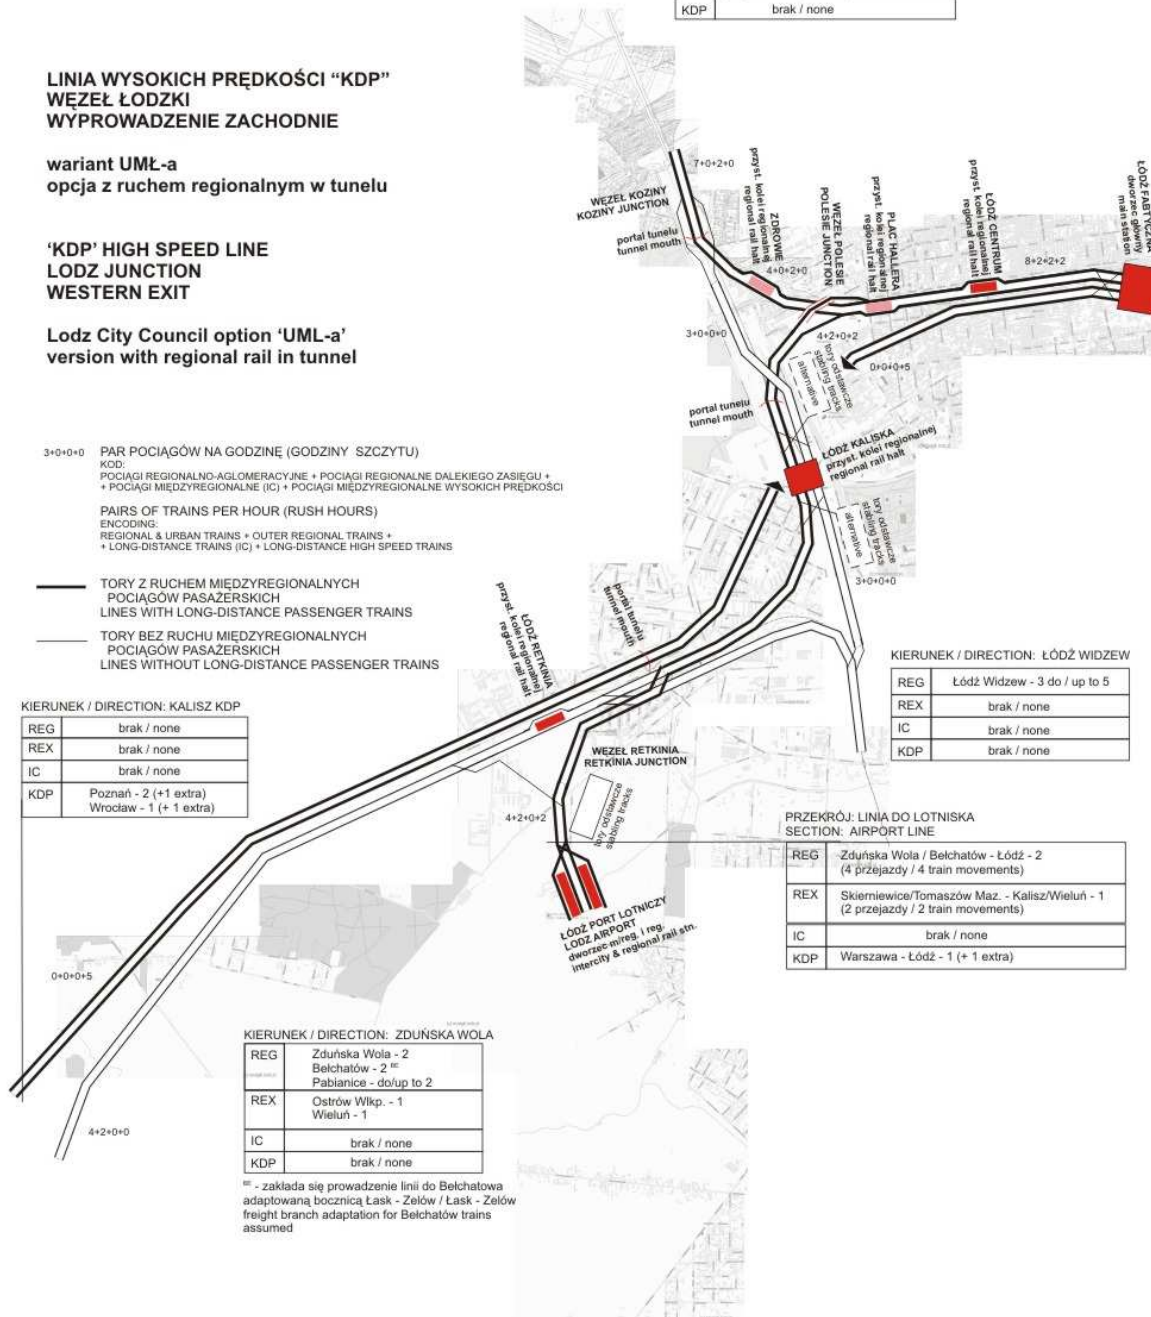 KDP brak / none
LINIA WYSOKICH PRĘDKOŚCI “KDP”
WĘZEŁ ŁODZKI
WYPROWADZENIE ZACHODNIE
wariant UMŁ-a
opcja z ruchem regionalnym w tunelu
‘KDP’ HIGH SPEED LINE
LODZ JUNCTION
WESTERN EXIT
Lodz City Council option ‘UML-a’
version with regional rail in tunnel
3+0+0+0 PAR POCIĄGÓW NA GODZINĘ (GODZINY SZCZYTU)
KOD:
POCIĄGI REGIONALNO-AGLOMERACYJNE + POCIĄGI REGIONALNE DALEKIEGO ZASIĘGU +
+ POCIĄGI MIĘDZYREGIONALNE (IC) + POCIĄGI MIĘDZYREGIONALNE WYSOKICH PRĘDKOŚCI
PAIRS OF TRAINS PER HOUR (RUSH HOURS)
ENCODING:
REGIONAL & URBAN TRAINS + OUTER REGIONAL TRAINS +
+ LONG-DISTANCE TRAINS (IC) + LONG-DISTANCE HIGH SPEED TRAINS
TORY Z RUCHEM MIĘDZYREGIONALNYCH
POCIĄGÓW PASAŻERSKICH
LINES WITH LONG-DISTANCE PASSENGER TRAINS
TORY BEZ RUCHU MIĘDZYREGIONALNYCH
POCIĄGÓW PASAŻERSKICH
LINES WITHOUT LONG-DISTANCE PASSENGER TRAINS
7+0+2+0
WĘZEŁ KOZINY
KOZINY JUNCTION
portal tunelu
tunnel mouth
ZDROWIE
przyst. kolei regionalnej
regional rail halt
4+0+2+0
WĘZEŁ POLESIE
POLESIE JUNCTION
PLAC HALLERA
przyst. kolei regionalnej
regional rail halt
ŁÓDŹ CENTRUM
przyst. kolei regionalnej
regional rail halt
8+2+2+2
ŁÓDŹ FABRYCZNA
dworzec główny
main station
3+0+0+0
4+2+0+2
0+0+0+5
tory odstawcze
stabling tracks
alternative
portal tunelu
tunnel mouth
ŁÓDŹ KALISKA
przyst. kolei regionalnej
regional rail halt
tory odstawcze
stabling tracks
alternative
3+0+0+0
portal tunelu
tunnel mouth
ŁÓDŹ RETKINIA
przyst. kolei regionalnej
regional rail halt
WĘZEŁ RETKINIA
RETKINIA JUNCTION
tory odstawcze
stabling tracks
4+2+0+2
ŁÓDŹ PORT LOTNICZY
LODZ AIRPORT
dworzec m/reg. i reg.
intercity & regional rail stn.
0+0+0+5
4+2+0+0
KIERUNEK / DIRECTION: KALISZ KDP
REG brak / none
REX brak / none
IC brak / none
KDP Poznań - 2 (+1 extra)
Wrocław - 1 (+ 1 extra)
KIERUNEK / DIRECTION: ŁÓDŹ WIDZEW
REG Łódź Widzew - 3 do / up to 5
REX brak / none
IC brak / none
KDP brak / none
PRZEKRÓJ: LINIA DO LOTNISKA
SECTION: AIRPORT LINE
REG Zduńska Wola / Bełchatów - Łódź - 2
(4 przejazdy / 4 train movements)
REX Skierniewice/Tomaszów Maz. - Kalisz/Wieluń - 1
(2 przejazdy / 2 train movements)
IC brak / none
KDP Warszawa - Łódź - 1 (+ 1 extra)
KIERUNEK / DIRECTION: ZDUŃSKA WOLA
REG Zduńska Wola - 2
Bełchatów - 2
Pabianice - do/up to 2
REX Ostrów Wlkp. - 1
Wieluń - 1
IC brak / none
KDP brak / none
- zakłada się prowadzenie linii do Bełchatowa
adaptowaną bocznicą Łask - Zelów / Łask - Zelów
freight branch adaptation for Bełchatów trains
assumed